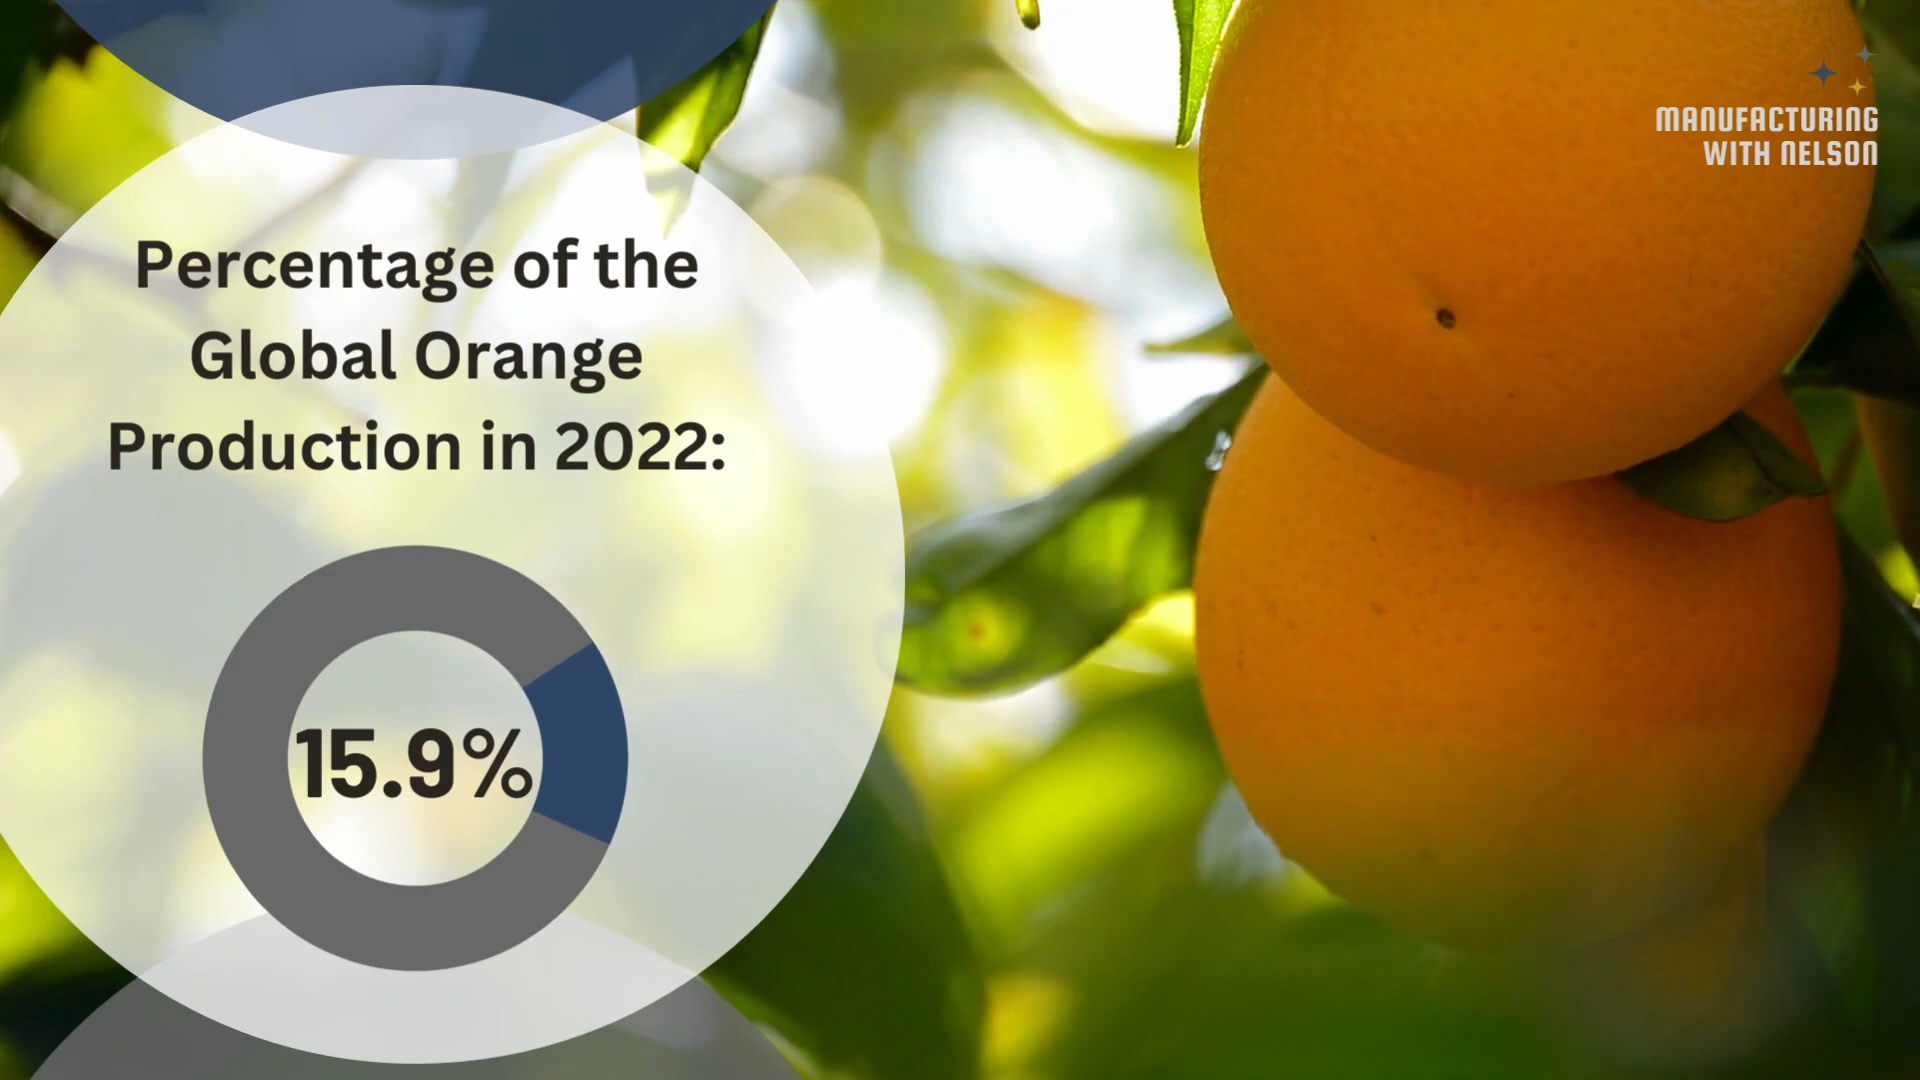 MANUFACTURING
WITH NELSON
Percentage of the
Global Orange
Production in 2022:
15.9%